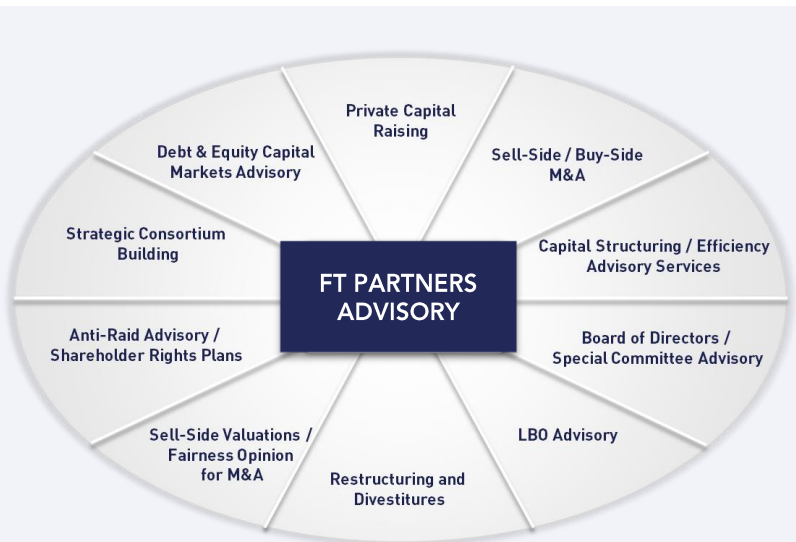 Private Capital
Raising
Sell-Side / Buy-Side
M&A
Capital Structuring / Efficiency
Advisory Services
Board of Directors /
Special Committee Advisory
LBO Advisory
Restructuring and
Divestitures
Sell-Side Valuations /
Fairness Opinion
for M&A
Anti-Raid Advisory /
Shareholder Rights Plans
Strategic Consortium
Building
Debt & Equity Capital
Markets Advisory
FT PARTNERS
ADVISORY